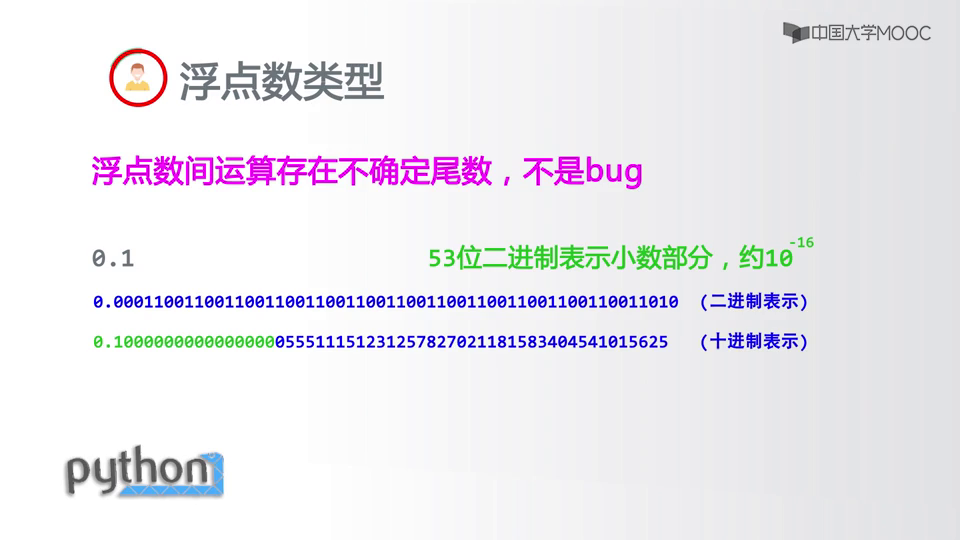 中国大学MOOC
浮点数类型
浮点数间运算存在不确定尾数，不是bug
0.1 53位二进制表示小数部分，约10-16
0.00011001100110011001100110011001100110011001100110011010 （二进制表示）
0.1000000000000000055511151231257827021181583404541015625 （十进制表示）
python